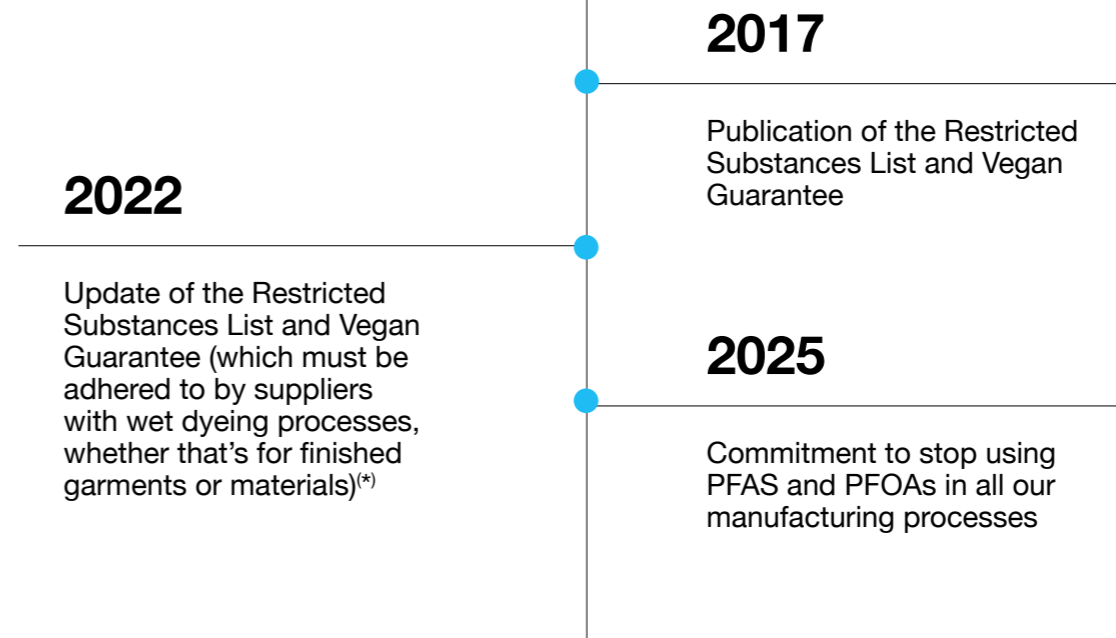 2017
Publication of the Restricted
Substances List and Vegan
Guarantee
2022
Update of the Restricted
Substances List and Vegan
Guarantee (which must be
adhered to by suppliers
with wet dyeing processes,
whether that’s for finished
garments or materials)(*)
2025
Commitment to stop using
PFAS and PFOAs in all our
manufacturing processes